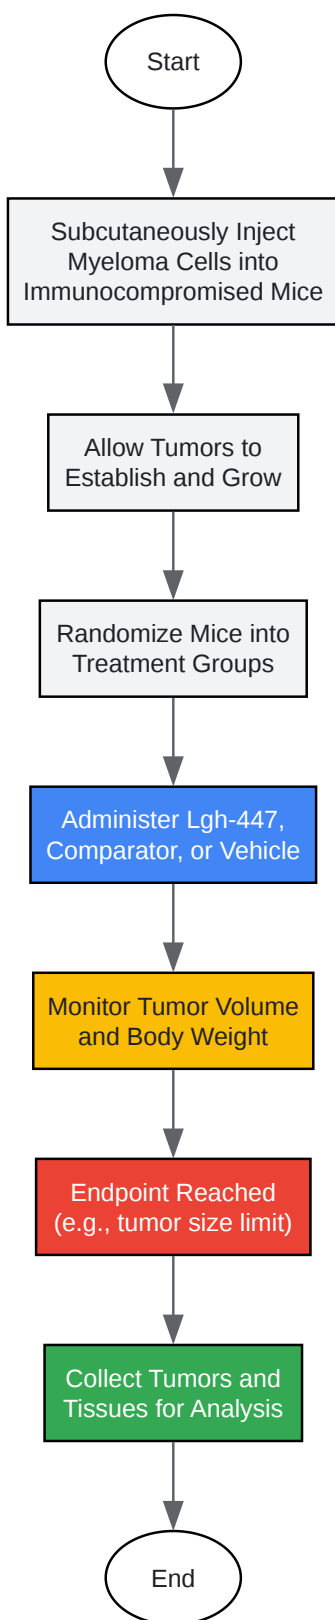 Start
Subcutaneously Inject
Myeloma Cells into
Immunocompromised Mice
Allow Tumors to
Establish and Grow
Randomize Mice into
Treatment Groups
Administer Lgh-447,
Comparator, or Vehicle
Monitor Tumor Volume
and Body Weight
Endpoint Reached
(e.g., tumor size limit)
Collect Tumors and
Tissues for Analysis
End